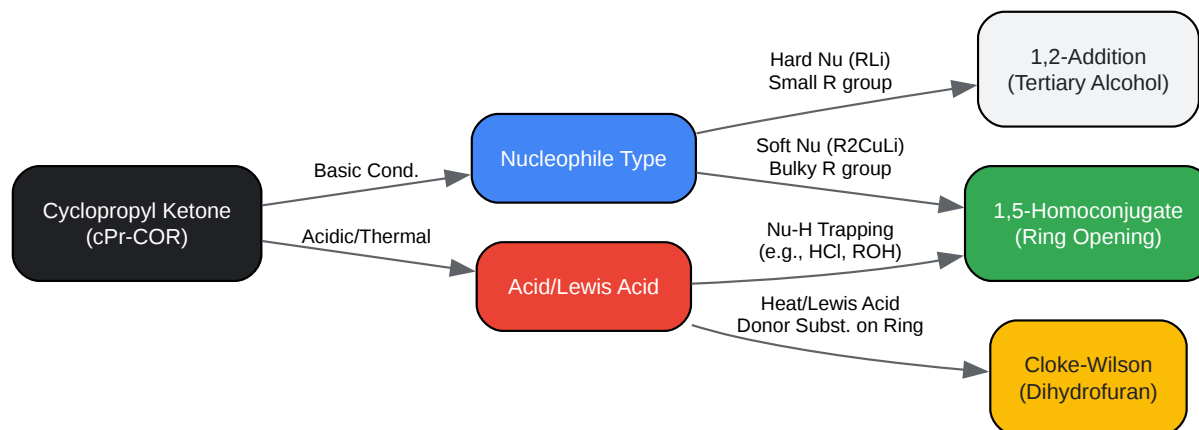 Cyclopropyl Ketone
(cPr-COR)
Basic Cond.
Acidic/Thermal
Nucleophile Type
Acid/Lewis Acid
Hard Nu (RLi)
Small R group
Soft Nu (R2CuLi)
Bulky R group
Nu-H Trapping
(e.g., HCl, ROH)
Heat/Lewis Acid
Donor Subst. on Ring
1,2-Addition
(Tertiary Alcohol)
1,5-Homoconjugate
(Ring Opening)
Cloke-Wilson
(Dihydrofuran)